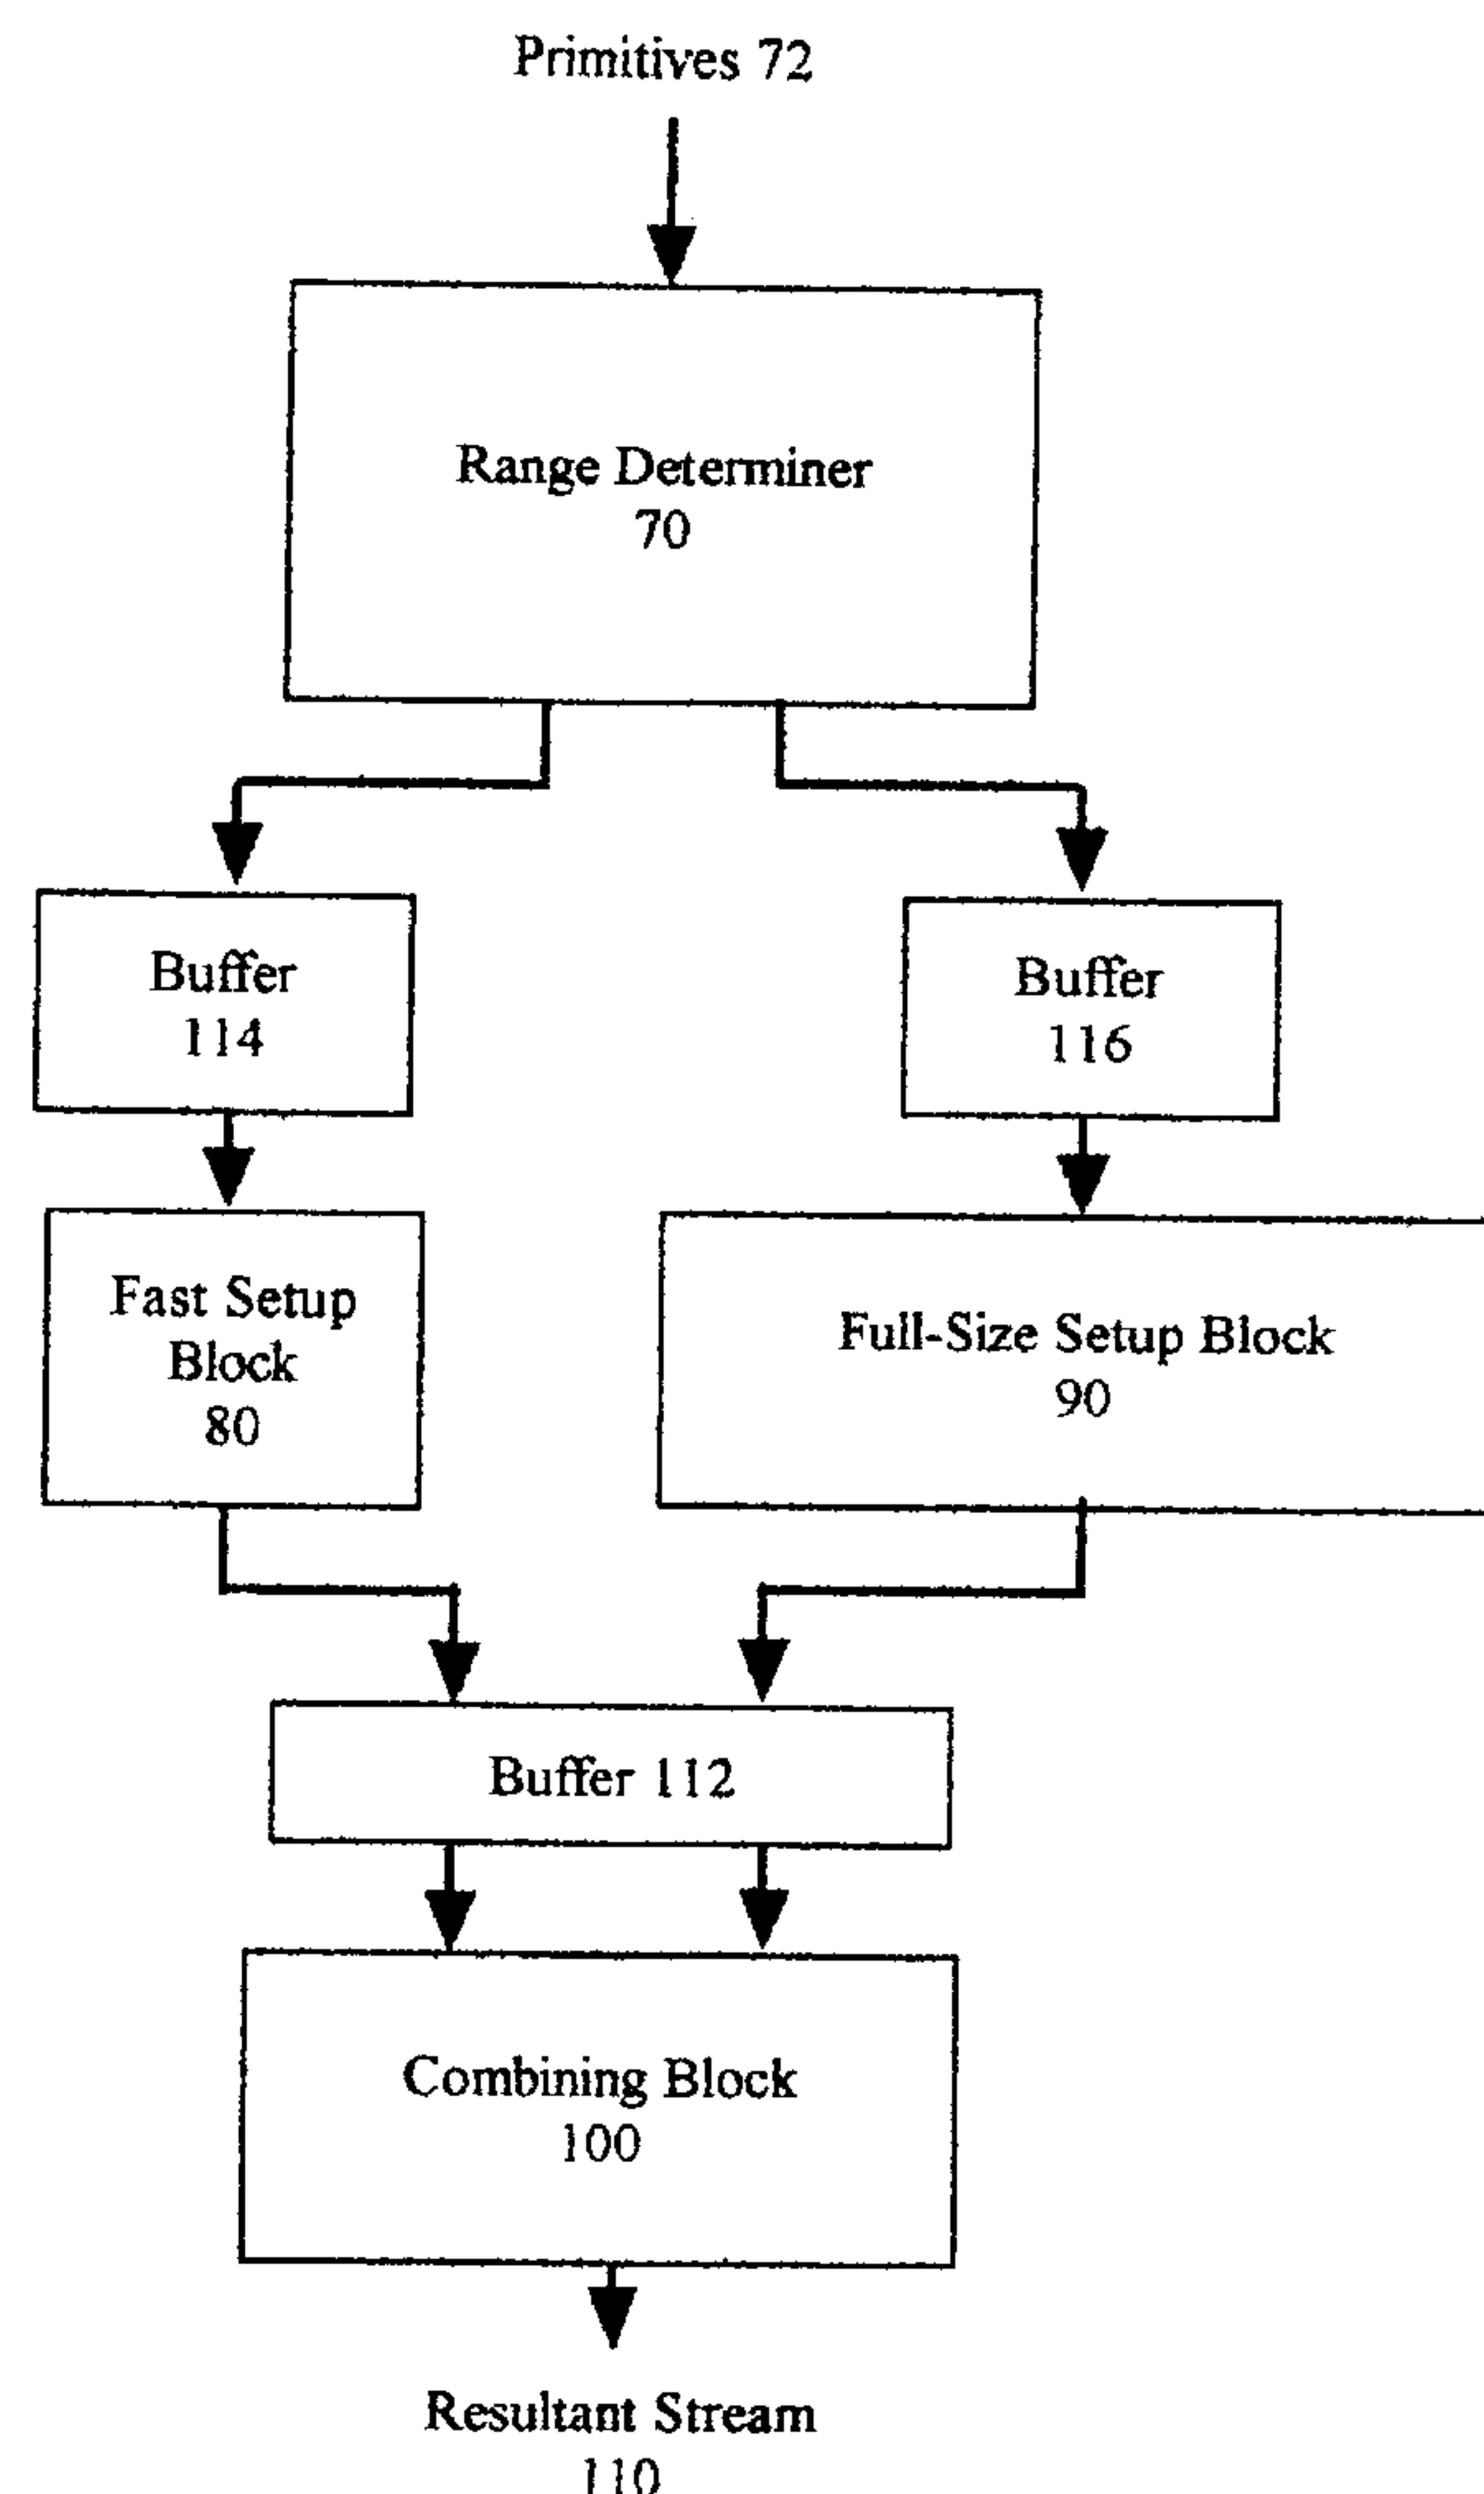 Primitives 72
Range Determiner
70
Buffer
114
Buffer
116
Fast Setup
Block
80
Full-Size Setup Block
90
Buffer 112
Combining Block
100
Resultant Stream
110